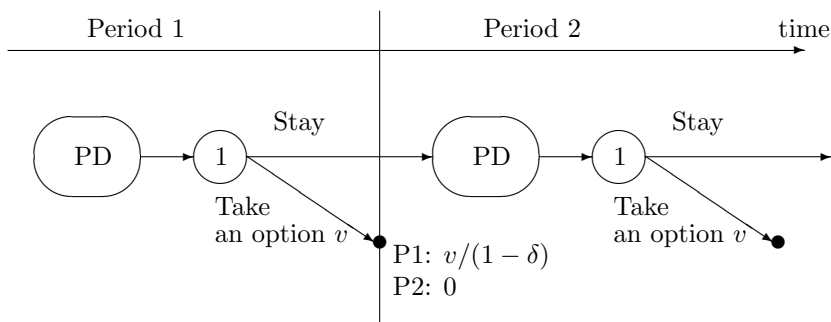 Period 1
Period 2
time
PD
1
Stay
Take
an option v
P1: v/(1 − δ)
P2: 0
PD
1
Stay
Take
an option v